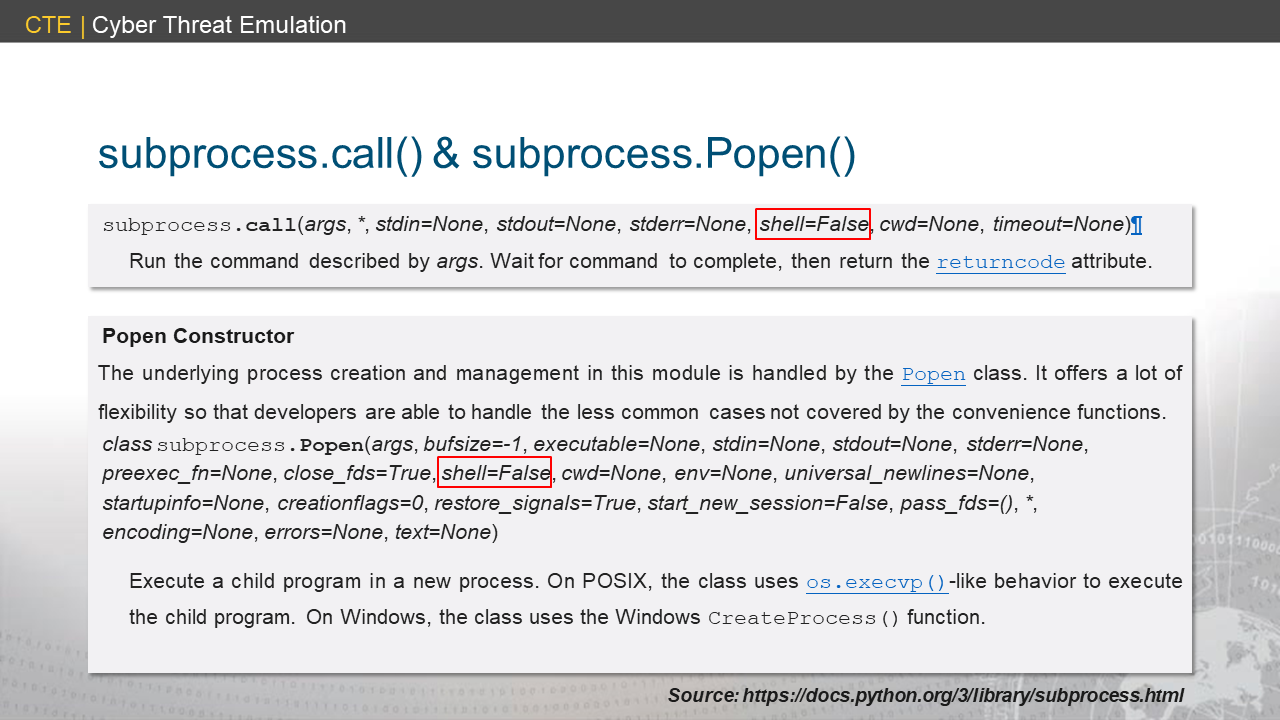 CTE | Cyber Threat Emulation
subprocess.call() & subprocess.Popen()
subprocess.call(args, *, stdin=None, stdout=None, stderr=None, shell=False, cwd=None, timeout=None)¶
Run the command described by args. Wait for command to complete, then return the returncode attribute.
Popen Constructor
The underlying process creation and management in this module is handled by the Popen class. It offers a lot of
flexibility so that developers are able to handle the less common cases not covered by the convenience functions.
class subprocess.Popen(args, bufsize=-1, executable=None, stdin=None, stdout=None, stderr=None,
preexec_fn=None, close_fds=True, shell=False, cwd=None, env=None, universal_newlines=None,
startupinfo=None, creationflags=0, restore_signals=True, start_new_session=False, pass_fds=(), *,
encoding=None, errors=None, text=None)
Execute a child program in a new process. On POSIX, the class uses os.execvp()-like behavior to execute
the child program. On Windows, the class uses the Windows CreateProcess() function.
Source: https://docs.python.org/3/library/subprocess.html